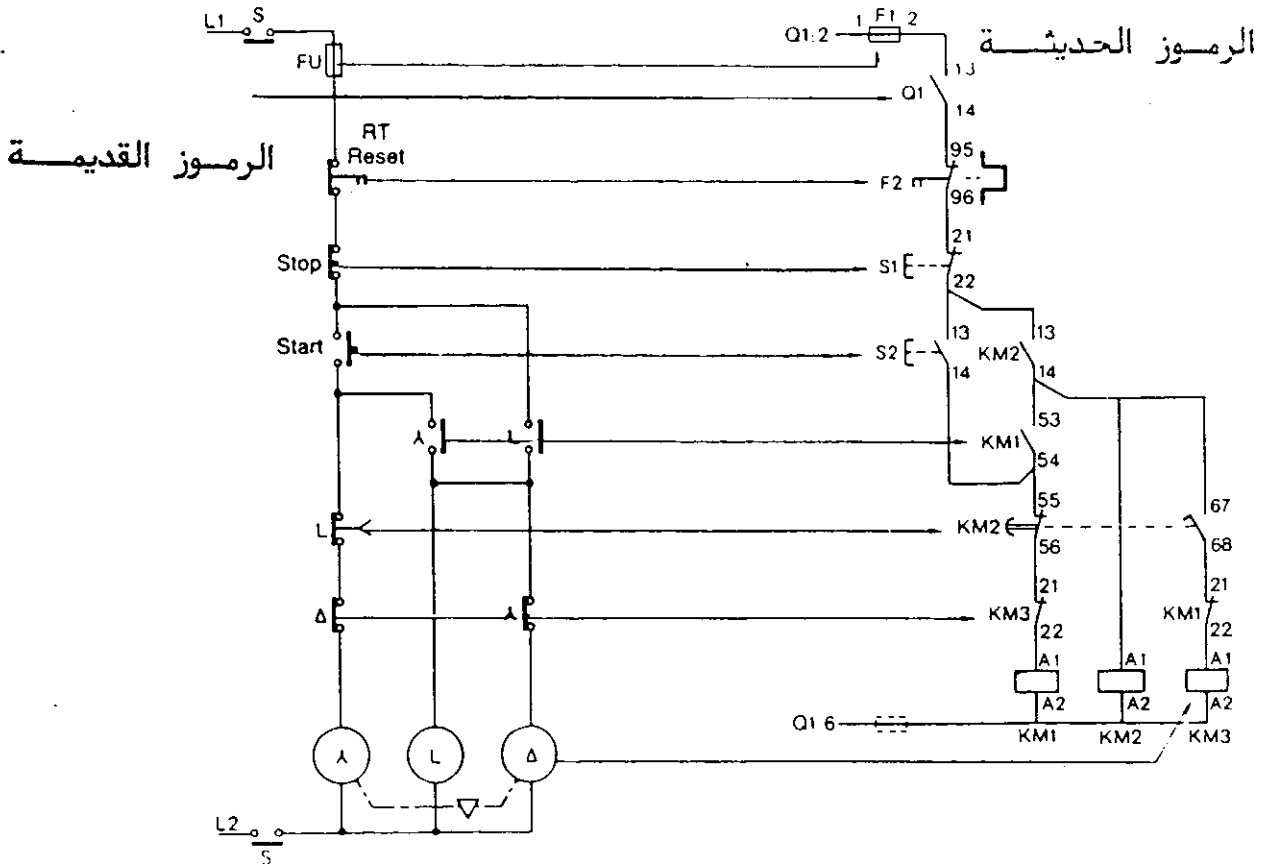 L1 S
F1
1 2
Q1:2
الرموز الحديثة
FU
13
Q1
14
الرموز القديمة
RT
Reset
95
F2
96
21
Stop
S1
22
Start
13 13
S2 KM2
14 14
⅄ L
53
KM1
54
L
55 67
KM2
56 68
Δ ⅄
21 21
KM3 KM1
22 22
A1 A1 A1
A2 A2 A2
Q1 6
KM1 KM2 KM3
⅄ L Δ
L2
S